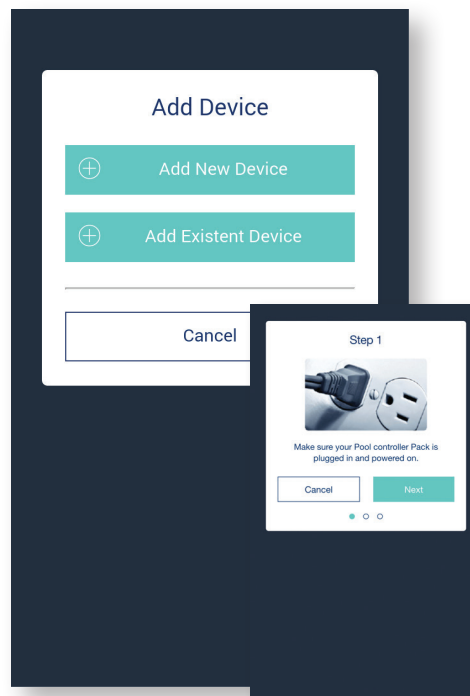 Add Device
Add New Device
Add Existent Device
Cancel
Step 1
Make sure your Pool controller Pack is
plugged in and powered on.
Cancel
Next